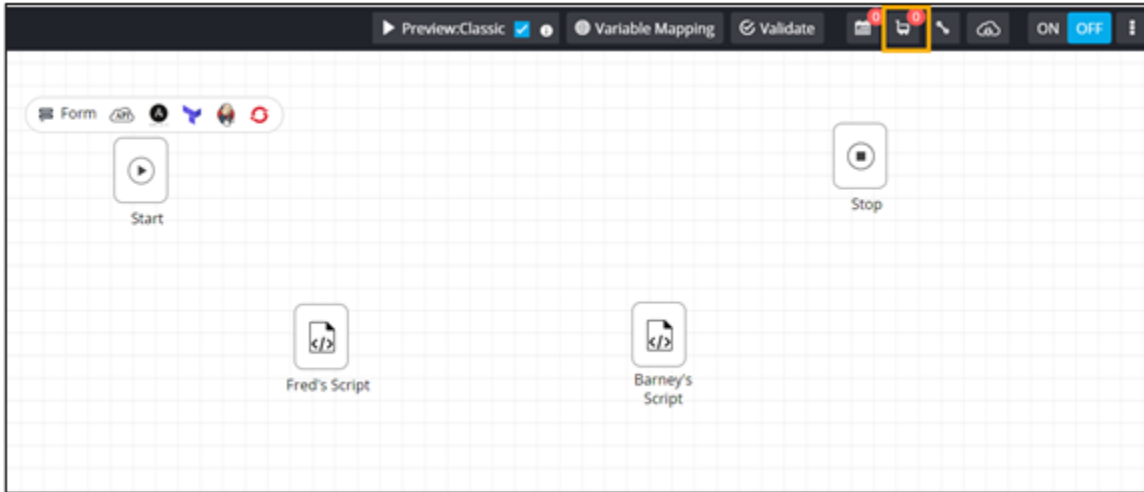 Preview:Classic Variable Mapping Validate 0 0 ON OFF
Form API A
Start
Stop
</>
</>
Fred's Script
Barney's
Script